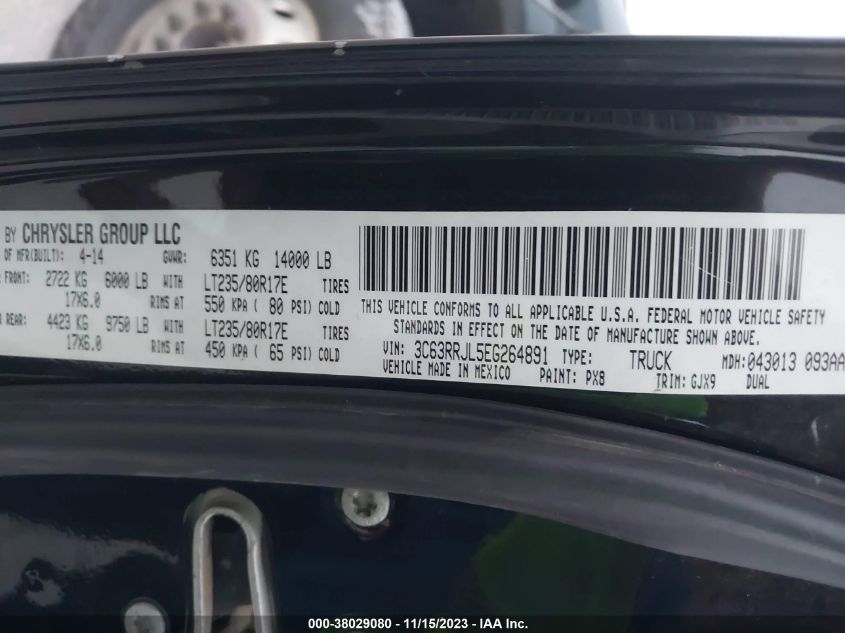 BY CHRYSLER GROUP LLC
OF MFR(BUILT): 4-14 GVWR: 6351 KG 14000 LB
FRONT: 2722 KG 6000 LB WITH LT235/80R17E TIRES
17X6.0 RIMS AT 550 KPA ( 80 PSI) COLD
REAR: 4423 KG 9750 LB WITH LT235/80R17E TIRES
17X6.0 RIMS AT 450 KPA ( 65 PSI) COLD
THIS VEHICLE CONFORMS TO ALL APPLICABLE U.S.A. FEDERAL MOTOR VEHICLE SAFETY
STANDARDS IN EFFECT ON THE DATE OF MANUFACTURE SHOWN ABOVE.
VIN: 3C63RRJL5EG264891 TYPE: TRUCK MDH:043013 093AA
VEHICLE MADE IN MEXICO PAINT: PX8 TRIM:GJX9 DUAL
000-38029080 - 11/15/2023 - IAA.